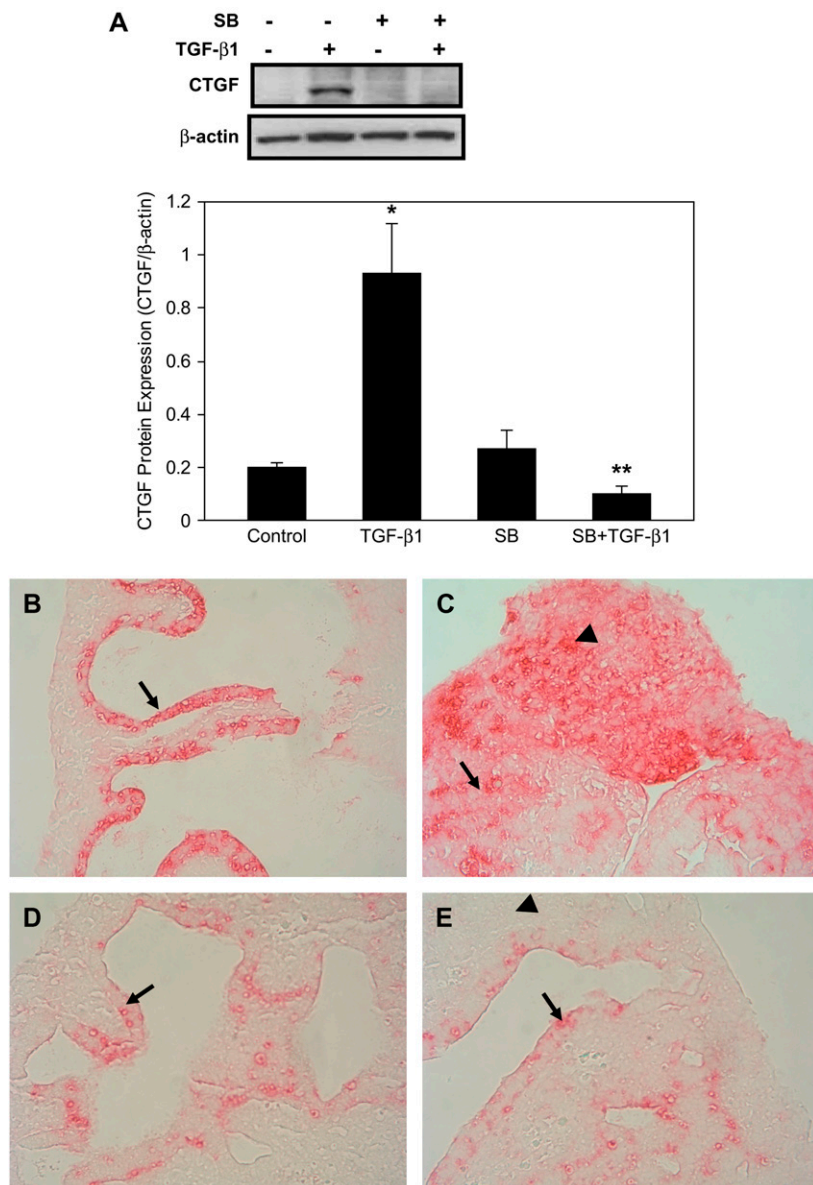 A
SB - - + +
TGF-β1 - + - +
CTGF
β-actin
CTGF Protein Expression (CTGF/β-actin)
1.2
1
0.8
0.6
0.4
0.2
0
*
**
Control TGF-β1 SB SB+TGF-β1
B
C
D
E